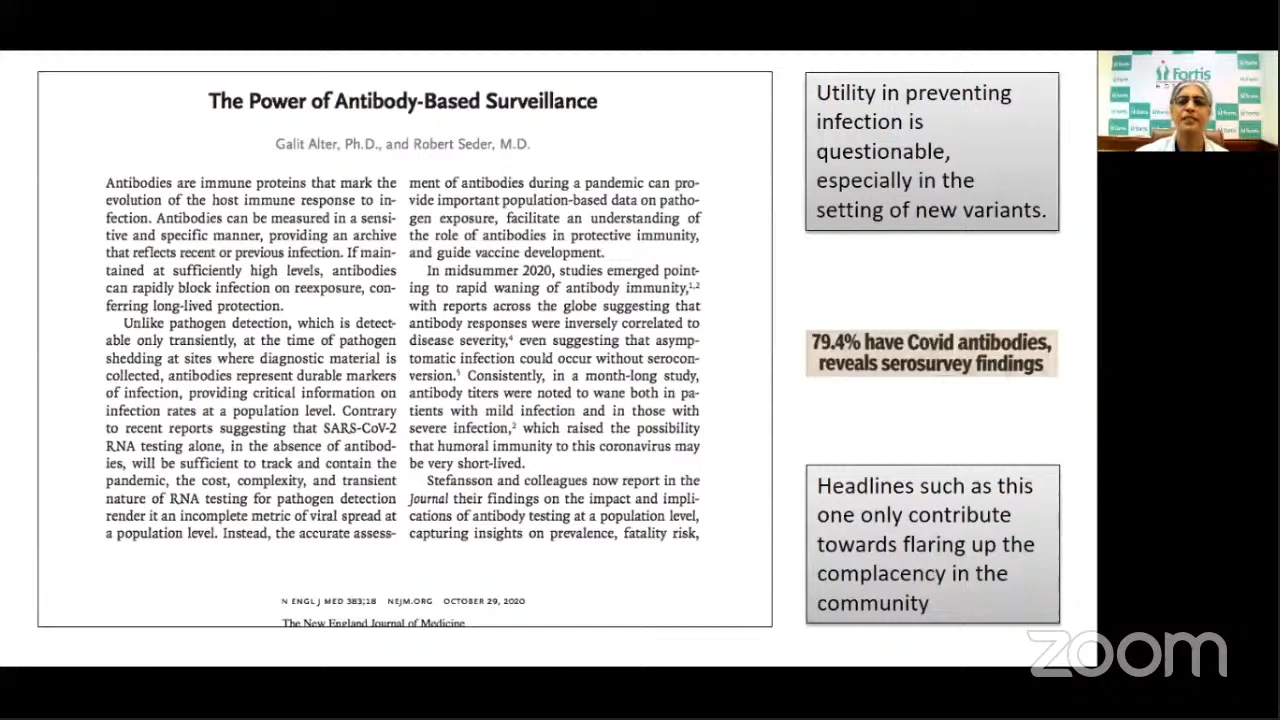 The Power of Antibody-Based Surveillance
Galit Alter, Ph.D., and Robert Seder, M.D.
Antibodies are immune proteins that mark the
evolution of the host immune response to in-
fection. Antibodies can be measured in a sensi-
tive and specific manner, providing an archive
that reflects recent or previous infection. If main-
tained at sufficiently high levels, antibodies
can rapidly block infection on reexposure, con-
ferring long-lived protection.
Unlike pathogen detection, which is detect-
able only transiently, at the time of pathogen
shedding at sites where diagnostic material is
collected, antibodies represent durable markers
of infection, providing critical information on
infection rates at a population level. Contrary
to recent reports suggesting that SARS-CoV-2
RNA testing alone, in the absence of antibod-
ies, will be sufficient to track and contain the
pandemic, the cost, complexity, and transient
nature of RNA testing for pathogen detection
render it an incomplete metric of viral spread at
a population level. Instead, the accurate assess-
ment of antibodies during a pandemic can pro-
vide important population-based data on patho-
gen exposure, facilitate an understanding of
the role of antibodies in protective immunity,
and guide vaccine development.
In midsummer 2020, studies emerged point-
ing to rapid waning of antibody immunity,1,2
with reports across the globe suggesting that
antibody responses were inversely correlated to
disease severity,4 even suggesting that asymp-
tomatic infection could occur without serocon-
version.5 Consistently, in a month-long study,
antibody titers were noted to wane both in pa-
tients with mild infection and in those with
severe infection,2 which raised the possibility
that humoral immunity to this coronavirus may
be very short-lived.
Stefansson and colleagues now report in the
Journal their findings on the impact and impli-
cations of antibody testing at a population level,
capturing insights on prevalence, fatality risk,
N ENGL J MED 383;18 NEJM.ORG OCTOBER 29, 2020
The New England Journal of Medicine
Utility in preventing
infection is
questionable,
especially in the
setting of new variants.
79.4% have Covid antibodies,
reveals serosurvey findings
Headlines such as this
one only contribute
towards flaring up the
complacency in the
community
Fortis
zoom